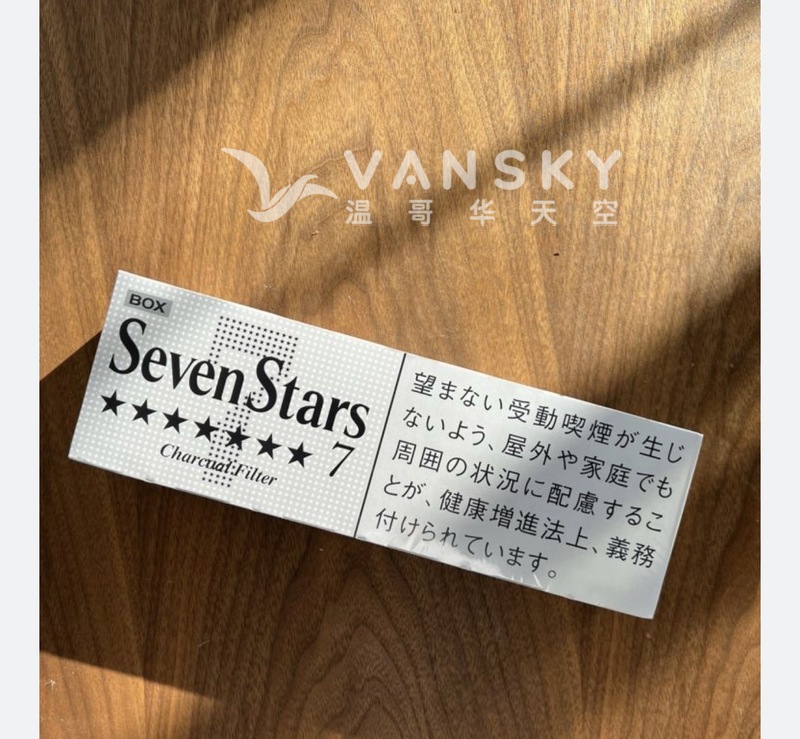 VANSKY
温哥华天空
BOX
Seven Stars
★★★★★★★ 7
Charcoal Filter
望まない受動喫煙が生じ
ないよう、屋外や家庭でも
周囲の状況に配慮するこ
とが、健康増進法上、義務
付けられています。